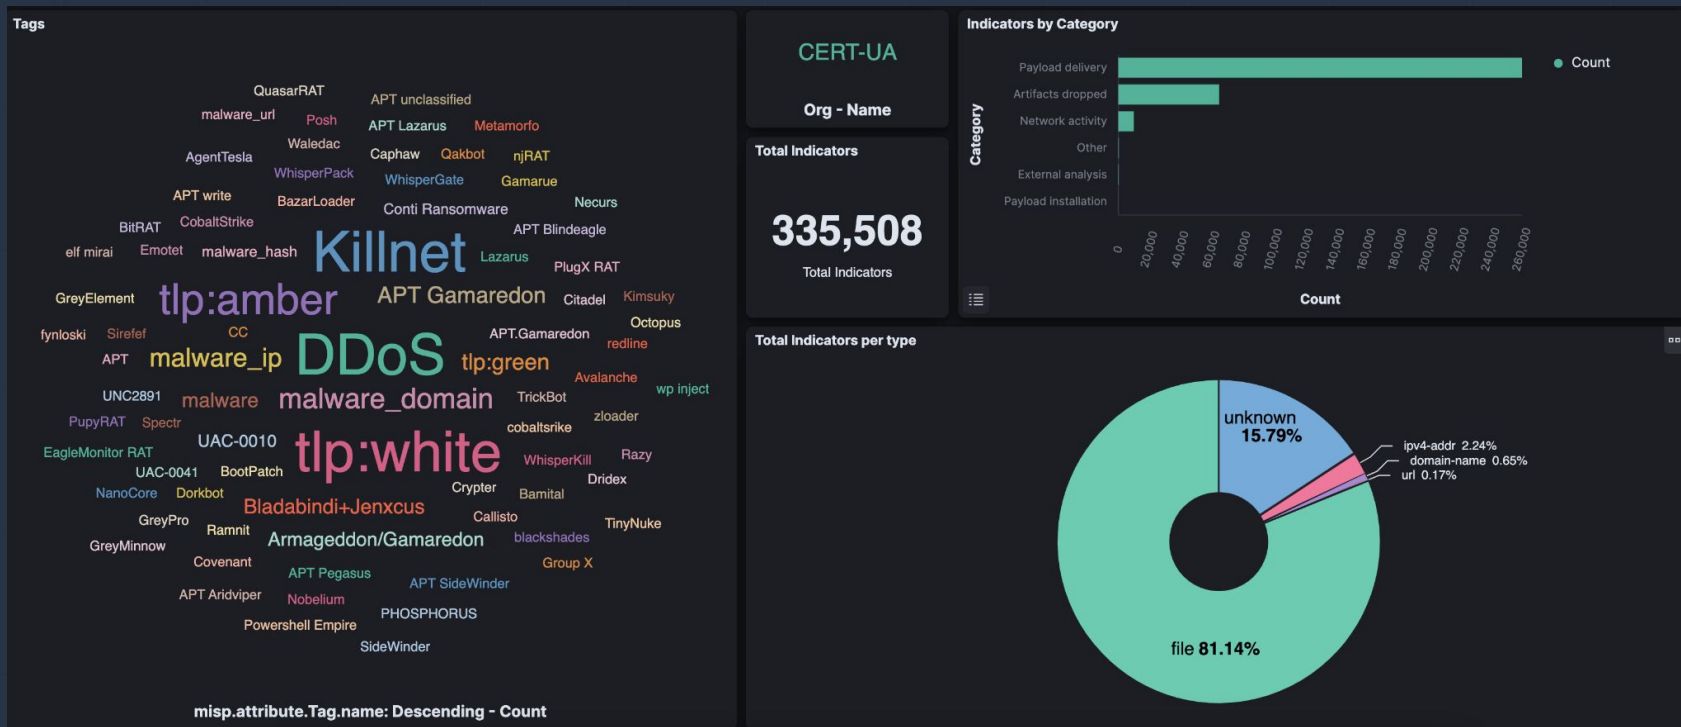 Tags
QuasarRAT
APT unclassified
malware_url
Posh
APT Lazarus
Metamorfo
Waledac
AgentTesla
Caphaw
Qakbot
njRAT
WhisperPack
WhisperGate
Gamarue
APT write
BazarLoader
Conti Ransomware
Necurs
BitRAT
CobaltStrike
APT Blindeagle
elf mirai
Emotet
malware_hash
Killnet
Lazarus
PlugX RAT
GreyElement
tlp:amber
APT Gamaredon
Citadel
Kimsuky
fynloski
Sirefef
CC
APT.Gamaredon
Octopus
redline
APT
malware_ip
DDoS
tlp:green
Avalanche
wp inject
UNC2891
malware
malware_domain
TrickBot
zloader
PupyRAT
Spectr
cobaltsrike
EagleMonitor RAT
UAC-0010
tlp:white
WhisperKill
Razy
UAC-0041
BootPatch
Dridex
NanoCore
Dorkbot
Crypter
Bamital
Bladabindi+Jenxcus
GreyPro
Callisto
TinyNuke
Ramnit
GreyMinnow
Armageddon/Gamaredon
blackshades
Covenant
Group X
APT Pegasus
APT SideWinder
APT Aridviper
Nobelium
PHOSPHORUS
Powershell Empire
SideWinder
misp.attribute.Tag.name: Descending - Count
CERT-UA
Org - Name
Total Indicators
335,508
Total Indicators
Indicators by Category
Category
Payload delivery
Artifacts dropped
Network activity
Other
External analysis
Payload installation
0
20,000
40,000
60,000
80,000
100,000
120,000
140,000
160,000
180,000
200,000
220,000
240,000
260,000
Count
Count
Total Indicators per type
unknown
15.79%
ipv4-addr 2.24%
domain-name 0.65%
url 0.17%
file 81.14%